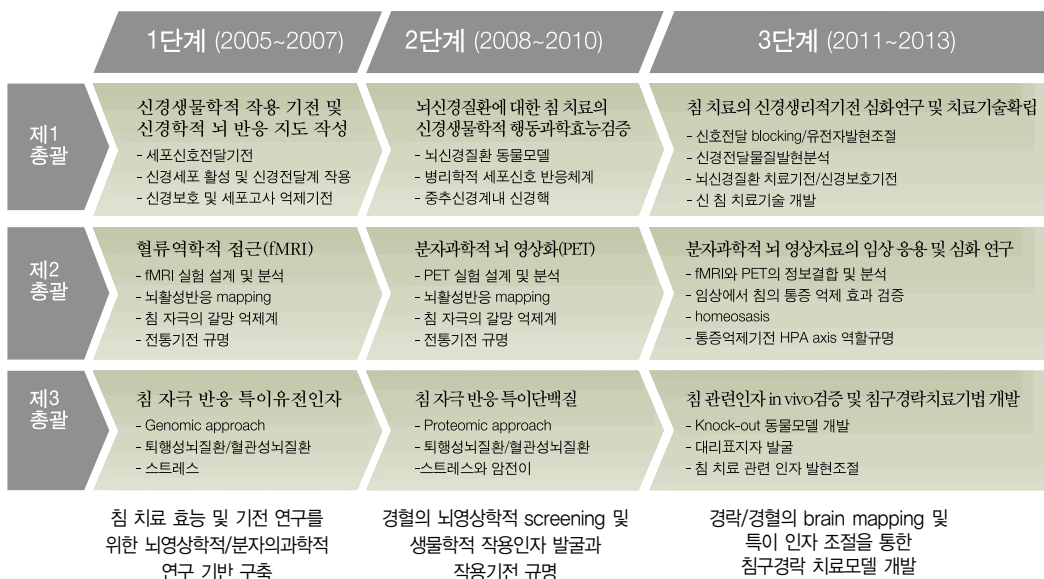 1단계 (2005~2007)
2단계 (2008~2010)
3단계 (2011~2013)
제1
총괄
신경생물학적 작용 기전 및
신경학적 뇌 반응 지도 작성
- 세포신호전달기전
- 신경세포 활성 및 신경전달계 작용
- 신경보호 및 세포고사 억제기전
뇌신경질환에 대한 침 치료의
신경생물학적 행동과학효능검증
- 뇌신경질환 동물모델
- 병리학적 세포신호 반응체계
- 중추신경계내 신경핵
침 치료의 신경생리적기전 심화연구 및 치료기술확립
- 신호전달 blocking/유전자발현조절
- 신경전달물질발현분석
- 뇌신경질환 치료기전/신경보호기전
- 신 침 치료기술 개발
제2
총괄
혈류역학적 접근(fMRI)
- fMRI 실험 설계 및 분석
- 뇌활성반응 mapping
- 침 자극의 갈망 억제계
- 전통기전 규명
분자과학적 뇌 영상화(PET)
- PET 실험 설계 및 분석
- 뇌활성반응 mapping
- 침 자극의 갈망 억제계
- 전통기전 규명
분자과학적 뇌 영상자료의 임상 응용 및 심화 연구
- fMRI와 PET의 정보결합 및 분석
- 임상에서 침의 통증 억제 효과 검증
- homeosasis
- 통증억제기전 HPA axis 역할규명
제3
총괄
침 자극 반응 특이유전인자
- Genomic approach
- 퇴행성뇌질환/혈관성뇌질환
- 스트레스
침 자극 반응 특이단백질
- Proteomic approach
- 퇴행성뇌질환/혈관성뇌질환
-스트레스와 암전이
침 관련인자 in vivo검증 및 침구경락치료기법 개발
- Knock-out 동물모델 개발
- 대리표지자 발굴
- 침 치료 관련 인자 발현조절
침 치료 효능 및 기전 연구를
위한 뇌영상학적/분자의과학적
연구 기반 구축
경혈의 뇌영상학적 screening 및
생물학적 작용인자 발굴과
작용기전 규명
경락/경혈의 brain mapping 및
특이 인자 조절을 통한
침구경락 치료모델 개발